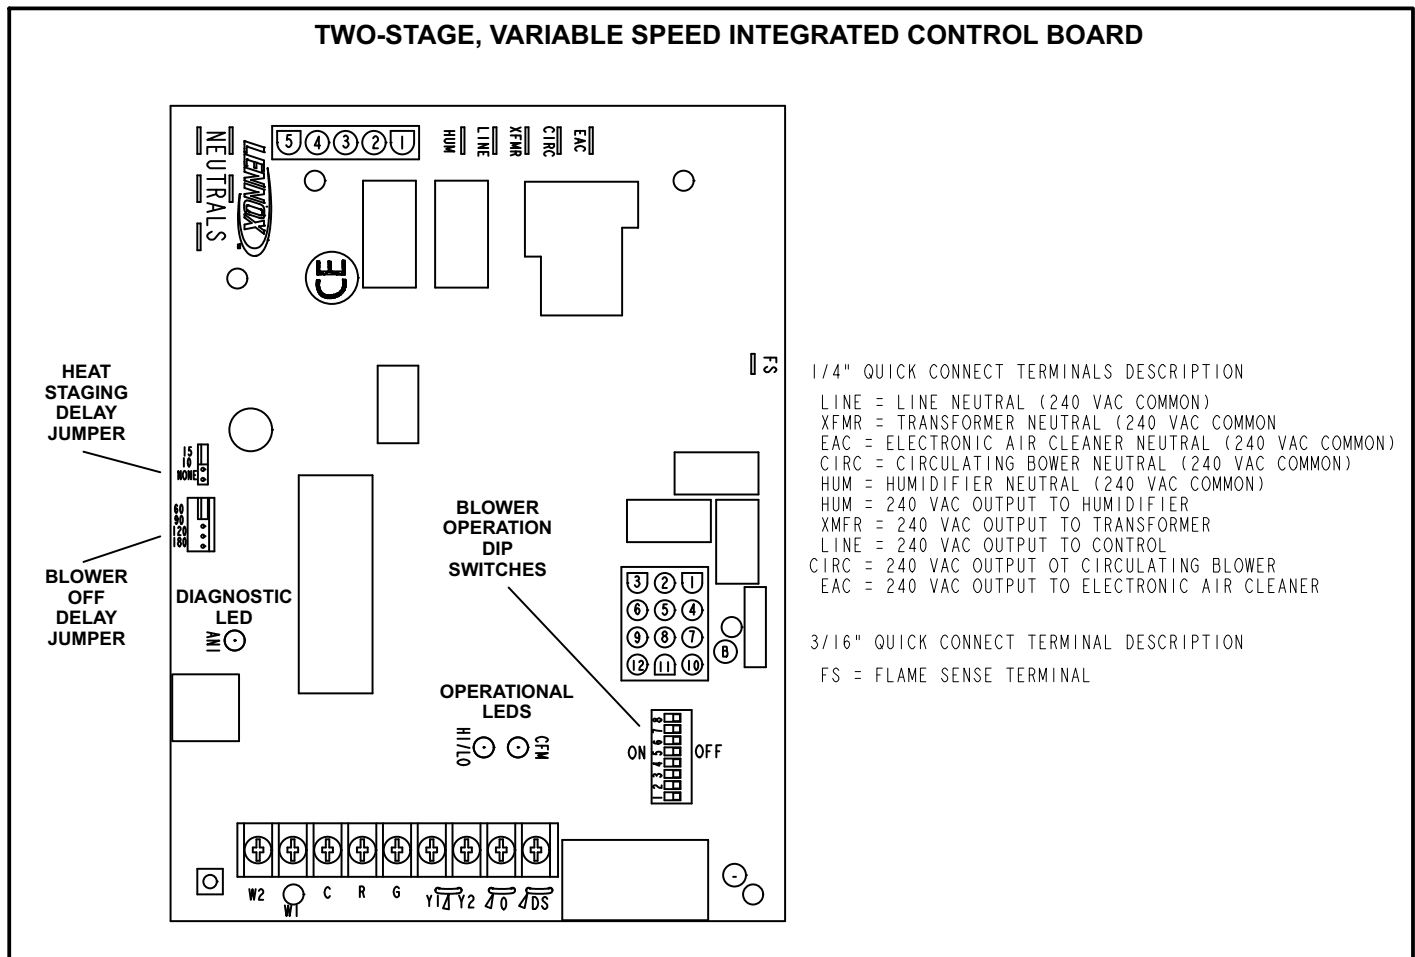 TWO-STAGE, VARIABLE SPEED INTEGRATED CONTROL BOARD
NEUTRALS
LENNOX
5 4 3 2 1
HUM
LINE
XFMR
CIRC
EAC
CE
FS
HEAT
STAGING
DELAY
JUMPER
15
10
NONE
60
90
120
180
BLOWER
OFF
DELAY
JUMPER
DIAGNOSTIC
LED
AN1
BLOWER
OPERATION
DIP
SWITCHES
3 2 1
6 5 4
9 8 7
12 11 10
B
OPERATIONAL
LEDS
HI/LO
CFM
ON
OFF
1 2 3 4 5 6 7 8
W2
W1
C
R
G
Y1
Y2
O
DS
-
1/4" QUICK CONNECT TERMINALS DESCRIPTION
LINE = LINE NEUTRAL (240 VAC COMMON)
XFMR = TRANSFORMER NEUTRAL (240 VAC COMMON
EAC = ELECTRONIC AIR CLEANER NEUTRAL (240 VAC COMMON)
CIRC = CIRCULATING BOWER NEUTRAL (240 VAC COMMON)
HUM = HUMIDIFIER NEUTRAL (240 VAC COMMON)
HUM = 240 VAC OUTPUT TO HUMIDIFIER
XMFR = 240 VAC OUTPUT TO TRANSFORMER
LINE = 240 VAC OUTPUT TO CONTROL
CIRC = 240 VAC OUTPUT OT CIRCULATING BLOWER
EAC = 240 VAC OUTPUT TO ELECTRONIC AIR CLEANER
3/16" QUICK CONNECT TERMINAL DESCRIPTION
FS = FLAME SENSE TERMINAL